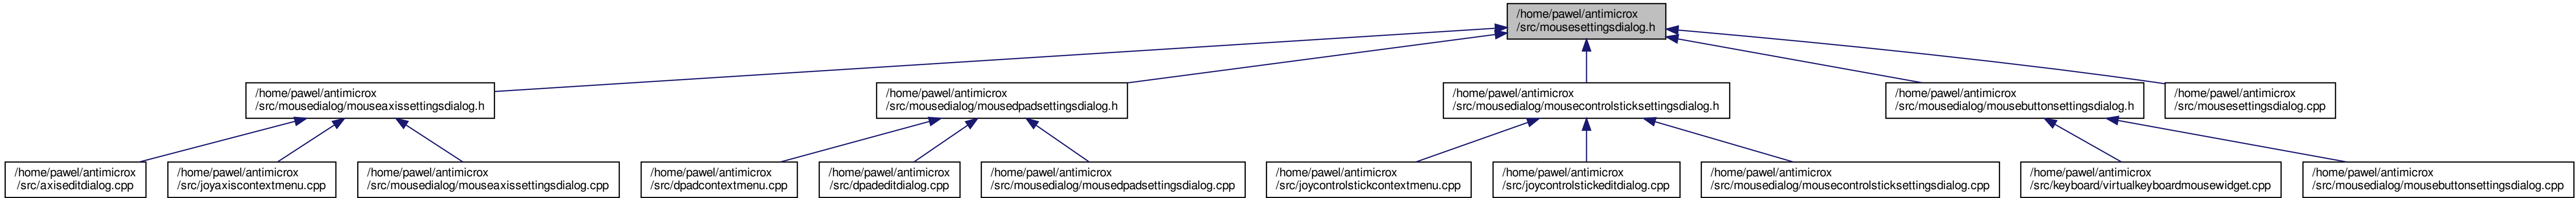 /home/pawel/antimicrox
/src/mousesettingsdialog.h
/home/pawel/antimicrox
/src/mousedialog/mouseaxissettingsdialog.h
/home/pawel/antimicrox
/src/mousedialog/mousedpadsettingsdialog.h
/home/pawel/antimicrox
/src/mousedialog/mousecontrolsticksettingsdialog.h
/home/pawel/antimicrox
/src/mousedialog/mousebuttonsettingsdialog.h
/home/pawel/antimicrox
/src/mousesettingsdialog.cpp
/home/pawel/antimicrox
/src/axiseditdialog.cpp
/home/pawel/antimicrox
/src/joyaxiscontextmenu.cpp
/home/pawel/antimicrox
/src/mousedialog/mouseaxissettingsdialog.cpp
/home/pawel/antimicrox
/src/dpadcontextmenu.cpp
/home/pawel/antimicrox
/src/dpadeditdialog.cpp
/home/pawel/antimicrox
/src/mousedialog/mousedpadsettingsdialog.cpp
/home/pawel/antimicrox
/src/joycontrolstickcontextmenu.cpp
/home/pawel/antimicrox
/src/joycontrolstickeditdialog.cpp
/home/pawel/antimicrox
/src/mousedialog/mousecontrolsticksettingsdialog.cpp
/home/pawel/antimicrox
/src/keyboard/virtualkeyboardmousewidget.cpp
/home/pawel/antimicrox
/src/mousedialog/mousebuttonsettingsdialog.cpp